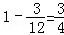 1 - 3/12 = 3/4